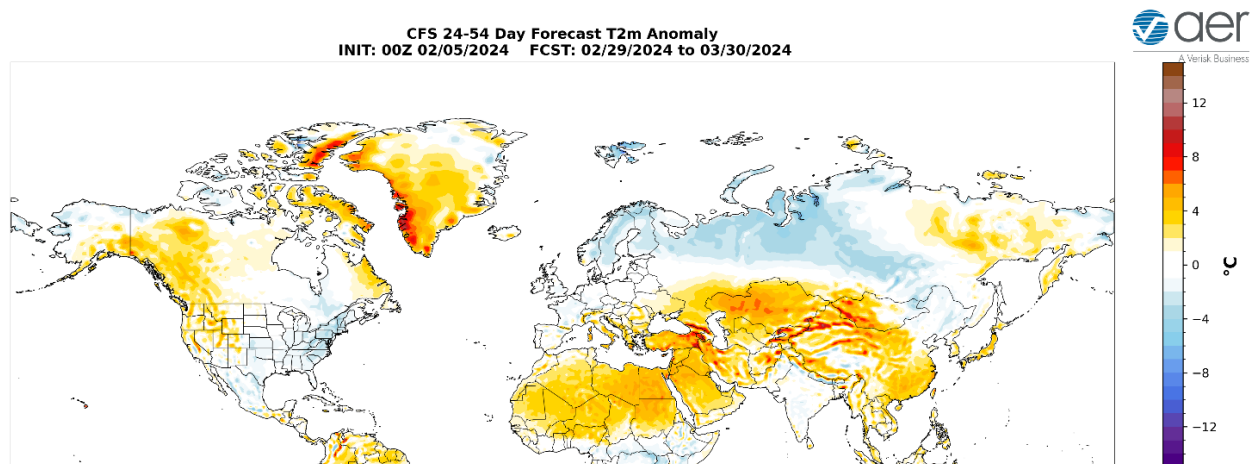 CFS 24-54 Day Forecast T2m Anomaly
INIT: 00Z 02/05/2024 FCST: 02/29/2024 to 03/30/2024
aer
A Verisk Business
12
8
4
0
−4
−8
−12
°C